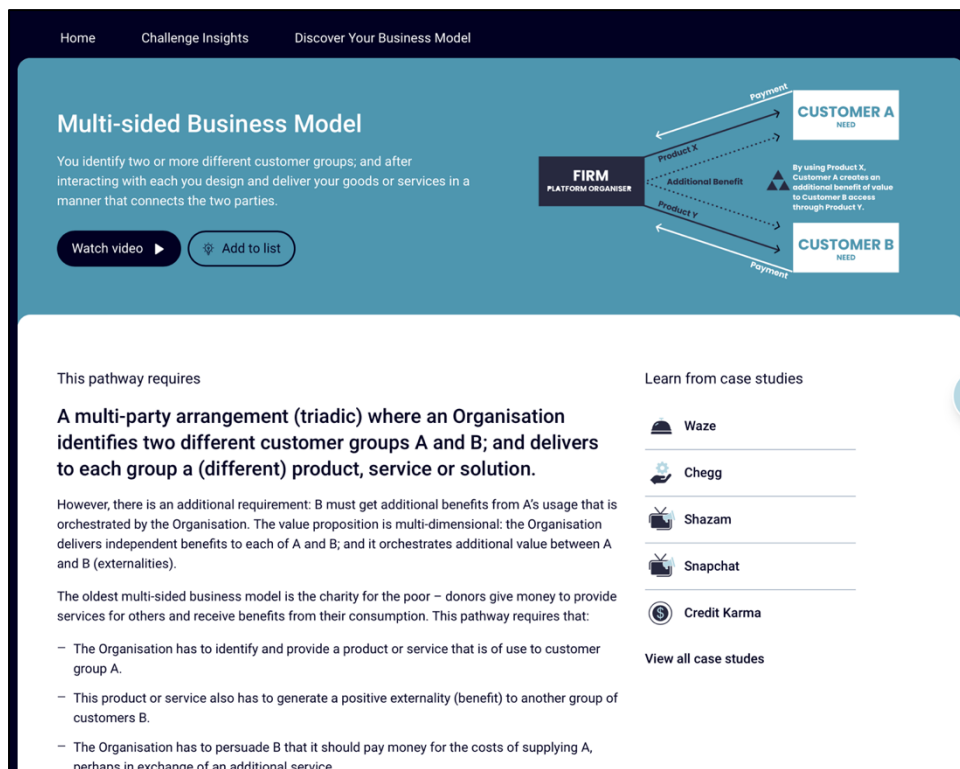 Home
Challenge Insights
Discover Your Business Model
Multi-sided Business Model
You identify two or more different customer groups; and after
interacting with each you design and deliver your goods or services in a
manner that connects the two parties.
Watch video
Add to list
FIRM
PLATFORM ORGANISER
Payment
Product X
Additional Benefit
Product Y
Payment
CUSTOMER A
NEED
By using Product X,
Customer A creates an
additional benefit of value
to Customer B access
through Product Y.
CUSTOMER B
NEED
This pathway requires
A multi-party arrangement (triadic) where an Organisation
identifies two different customer groups A and B; and delivers
to each group a (different) product, service or solution.
However, there is an additional requirement: B must get additional benefits from A's usage that is
orchestrated by the Organisation. The value proposition is multi-dimensional: the Organisation
delivers independent benefits to each of A and B; and it orchestrates additional value between A
and B (externalities).
The oldest multi-sided business model is the charity for the poor – donors give money to provide
services for others and receive benefits from their consumption. This pathway requires that:
– The Organisation has to identify and provide a product or service that is of use to customer
group A.
– This product or service also has to generate a positive externality (benefit) to another group of
customers B.
– The Organisation has to persuade B that it should pay money for the costs of supplying A,
perhaps in exchange of an additional service.
Learn from case studies
Waze
Chegg
Shazam
Snapchat
$
Credit Karma
View all case studes